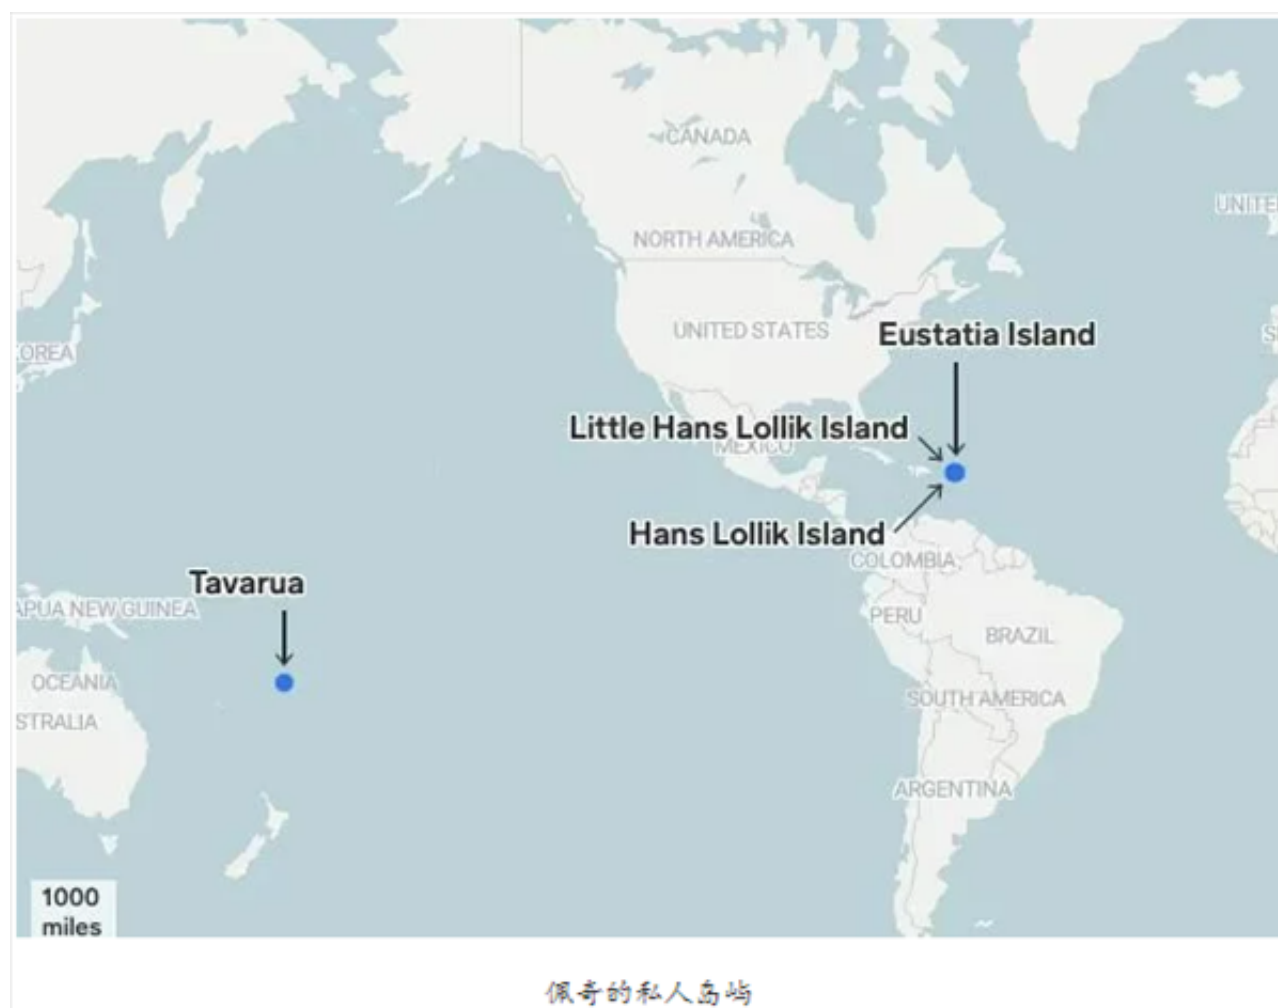 CANADA
UNITE
NORTH AMERICA
UNITED STATES
Eustatia Island
OREA
S
Little Hans Lollik Island
MEXICO
Hans Lollik Island
COLOMBIA
Tavarua
APUA NEW GUINEA
PERU
BRAZIL
OCEANIA
SOUTH AMERICA
STRALIA
ARGENTINA
1000
miles
佩奇的私人岛屿